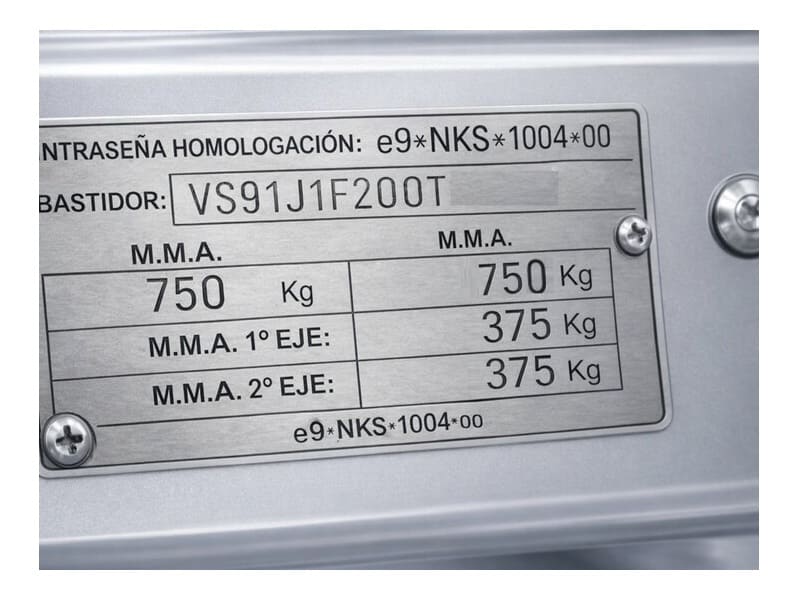 NTRASEÑA HOMOLOGACIÓN: e9*NKS*1004*00
BASTIDOR: VS91J1F200T
M.M.A. M.M.A.
750 Kg 750 Kg
M.M.A. 1º EJE: 375 Kg
M.M.A. 2º EJE: 375 Kg
e9*NKS*1004*00